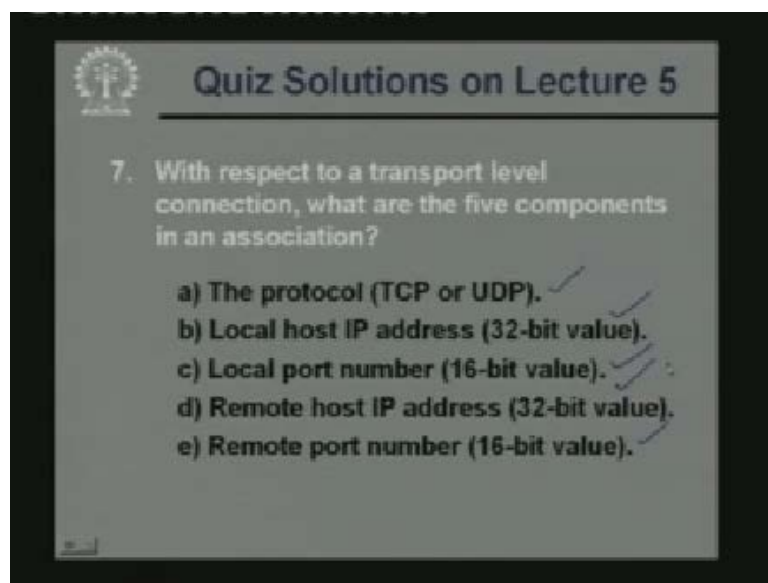 Quiz Solutions on Lecture 5
7. With respect to a transport level
connection, what are the five components
in an association?
a) The protocol (TCP or UDP).
b) Local host IP address (32-bit value).
c) Local port number (16-bit value).
d) Remote host IP address (32-bit value).
e) Remote port number (16-bit value).